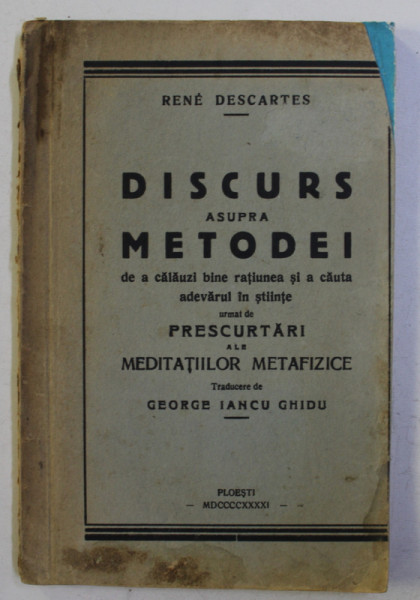 RENÉ DESCARTES
DISCURS
ASUPRA
METODEI
de a călăuzi bine rațiunea și a căuta
adevărul în științe
urmat de
PRESCURTĂRI
ALE
MEDITAȚIILOR METAFIZICE
Traducere de
GEORGE IANCU GHIDU
PLOEȘTI
— MDCCCCXXXXI — —